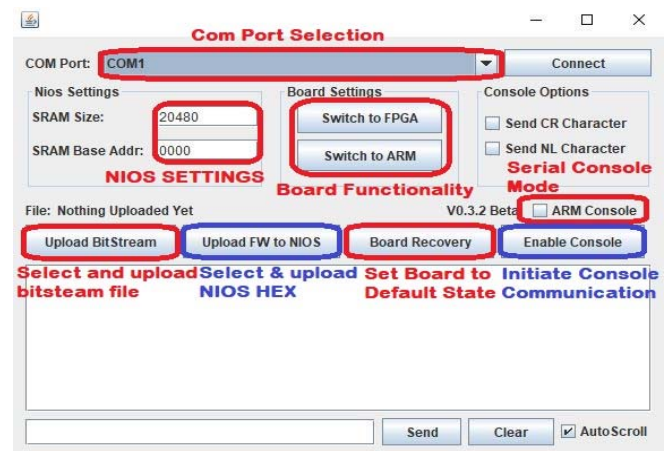 Com Port Selection
COM Port: COM1 Connect
Nios Settings Board Settings Console Options
SRAM Size: 20480 Switch to FPGA Send CR Character
SRAM Base Addr: 0000 Switch to ARM Send NL Character
NIOS SETTINGS Board Functionality Serial Console
Mode
File: Nothing Uploaded Yet V0.3.2 Beta ARM Console
Upload BitStream Upload FW to NIOS Board Recovery Enable Console
Select and upload Select & upload Set Board to Initiate Console
bitsteam file NIOS HEX Default State Communication
Send Clear AutoScroll